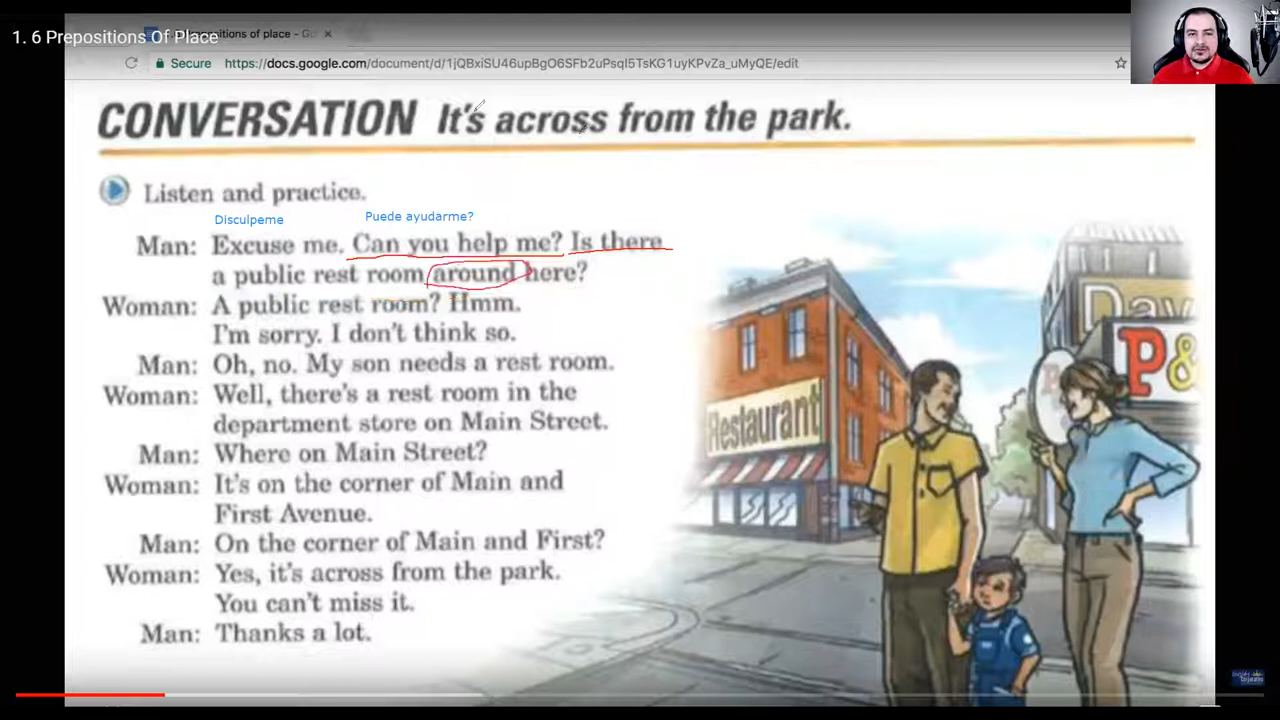 1. 6 Prepositions Of Place
Secure https://docs.google.com/document/d/1jQBxiSU46upBgO6SFb2uPsqI5TsKG1uyKPvZa_uMyQE/edit
CONVERSATION It's across from the park.
Listen and practice.
Disculpeme Puede ayudarme?
Man: Excuse me. Can you help me? Is there
a public rest room around here?
Woman: A public rest room? Hmm.
I'm sorry. I don't think so.
Man: Oh, no. My son needs a rest room.
Woman: Well, there's a rest room in the
department store on Main Street.
Man: Where on Main Street?
Woman: It's on the corner of Main and
First Avenue.
Man: On the corner of Main and First?
Woman: Yes, it's across from the park.
You can't miss it.
Man: Thanks a lot.
Restaurant
Dav
P&